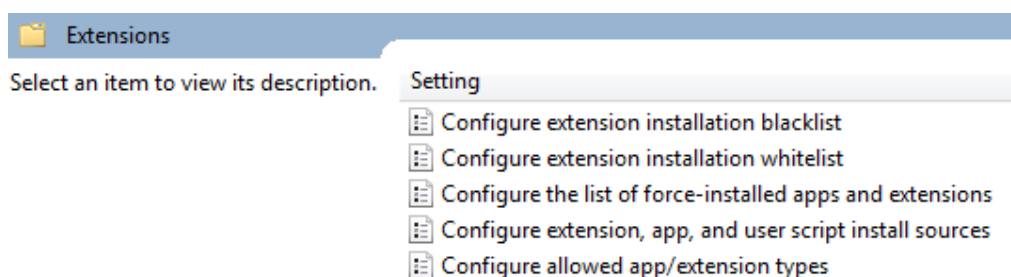 Extensions
Select an item to view its description.
Setting
Configure extension installation blacklist
Configure extension installation whitelist
Configure the list of force-installed apps and extensions
Configure extension, app, and user script install sources
Configure allowed app/extension types